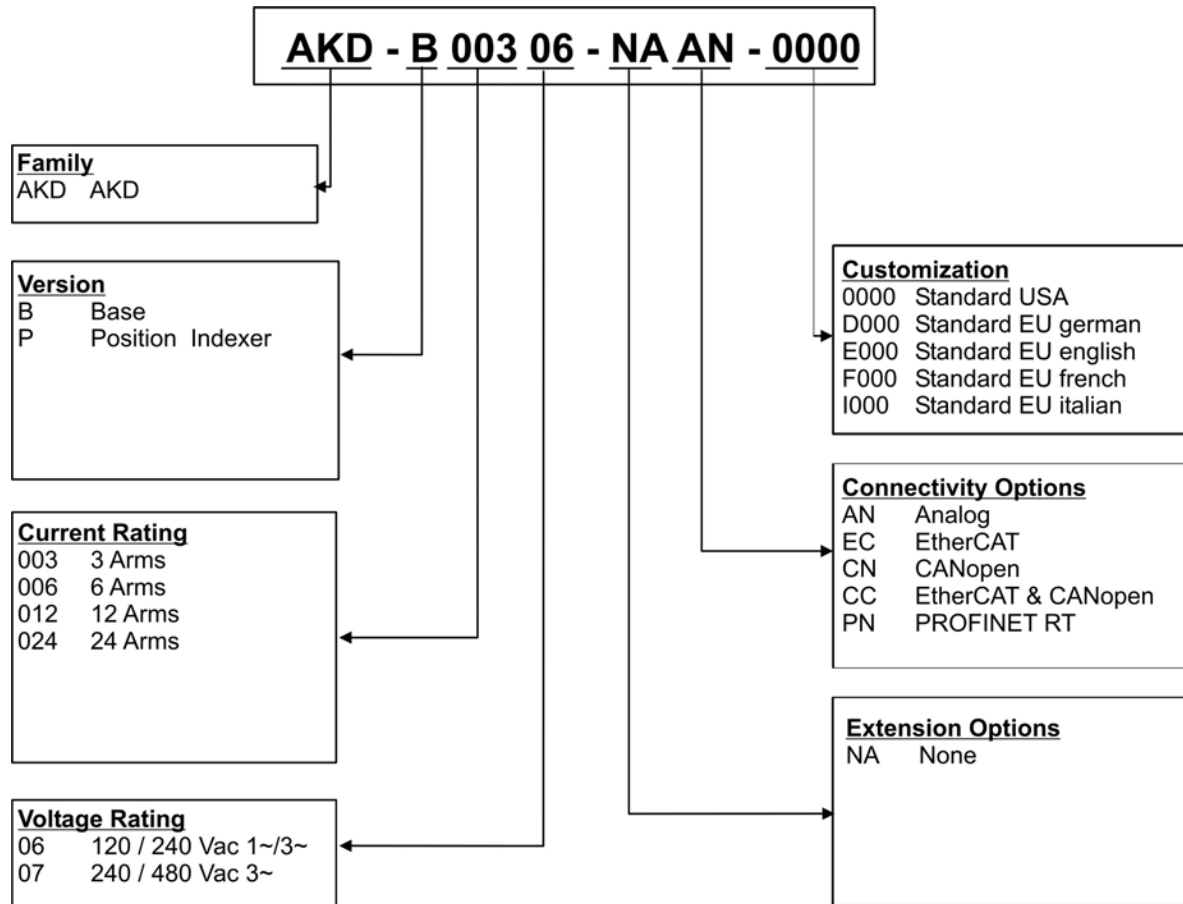 AKD - B 003 06 - NA AN - 0000
Family
AKD AKD
Version
B Base
P Position Indexer
Current Rating
003 3 Arms
006 6 Arms
012 12 Arms
024 24 Arms
Voltage Rating
06 120 / 240 Vac 1~/3~
07 240 / 480 Vac 3~
Customization
0000 Standard USA
D000 Standard EU german
E000 Standard EU english
F000 Standard EU french
I000 Standard EU italian
Connectivity Options
AN Analog
EC EtherCAT
CN CANopen
CC EtherCAT & CANopen
PN PROFINET RT
Extension Options
NA None